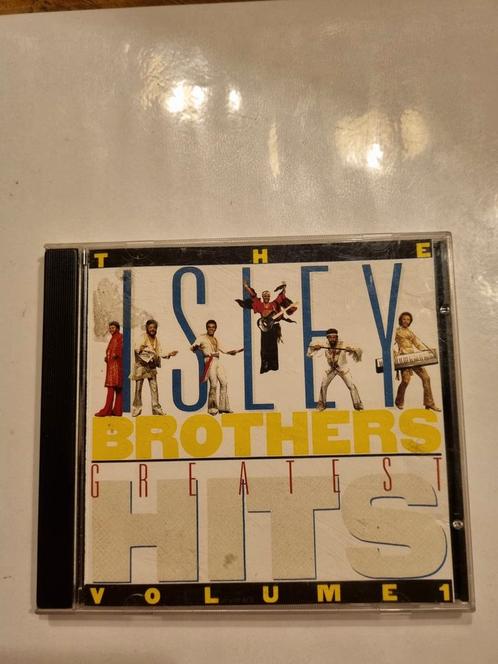 THE
ISLEY
BROTHERS
GREATEST
HITS
VOLUME 1